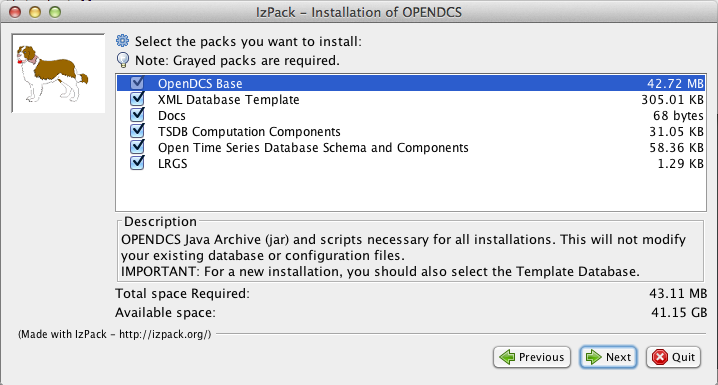 IzPack - Installation of OPENDCS
Select the packs you want to install:
Note: Grayed packs are required.
OpenDCS Base 42.72 MB
XML Database Template 305.01 KB
Docs 68 bytes
TSDB Computation Components 31.05 KB
Open Time Series Database Schema and Components 58.36 KB
LRGS 1.29 KB
Description
OPENDCS Java Archive (jar) and scripts necessary for all installations. This will not modify
your existing database or configuration files.
IMPORTANT: For a new installation, you should also select the Template Database.
Total space Required: 43.11 MB
Available space: 41.15 GB
(Made with IzPack - http://izpack.org/)
Previous Next Quit